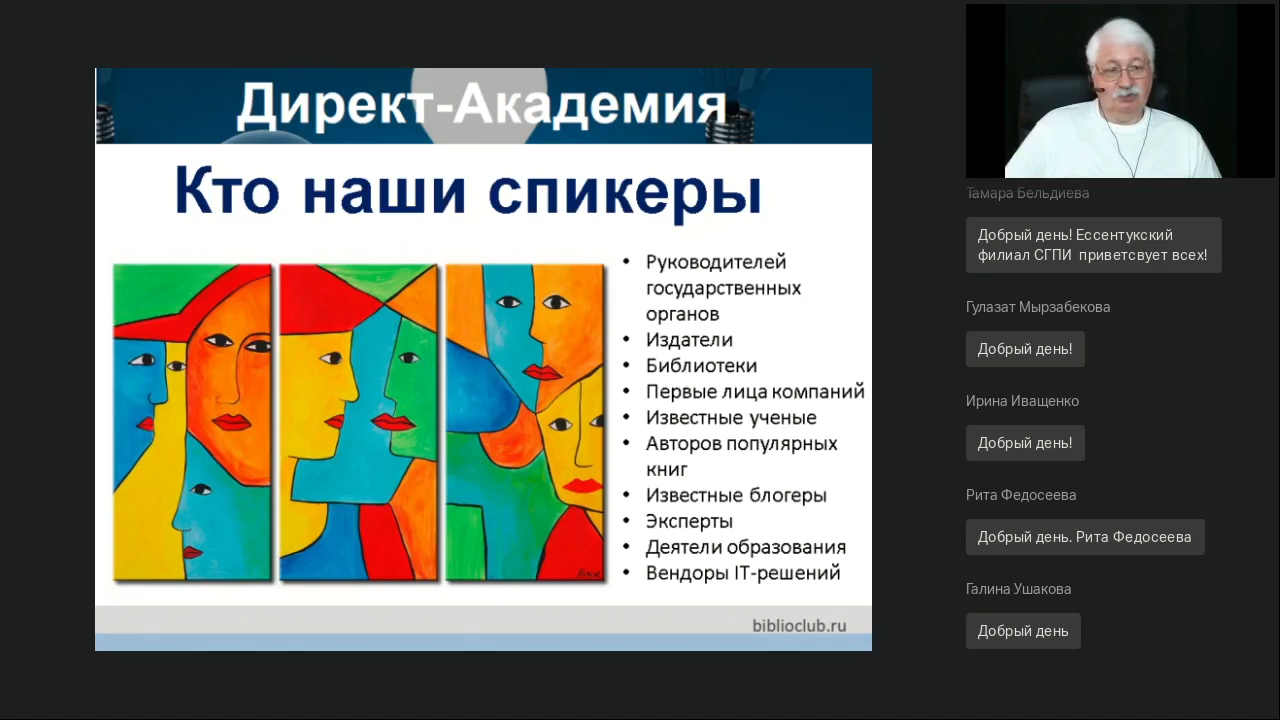 Директ-Академия
Кто наши спикеры
• Руководителей
государственных
органов
• Издатели
• Библиотеки
• Первые лица компаний
• Известные ученые
• Авторов популярных
книг
• Известные блогеры
• Эксперты
• Деятели образования
• Вендоры IT-решений
biblioclub.ru
Тамара Бельдиева
Добрый день! Ессентукский
филиал СГПИ приветсвует всех!
Гулазат Мырзабекова
Добрый день!
Ирина Иващенко
Добрый день!
Рита Федосеева
Добрый день. Рита Федосеева
Галина Ушакова
Добрый день